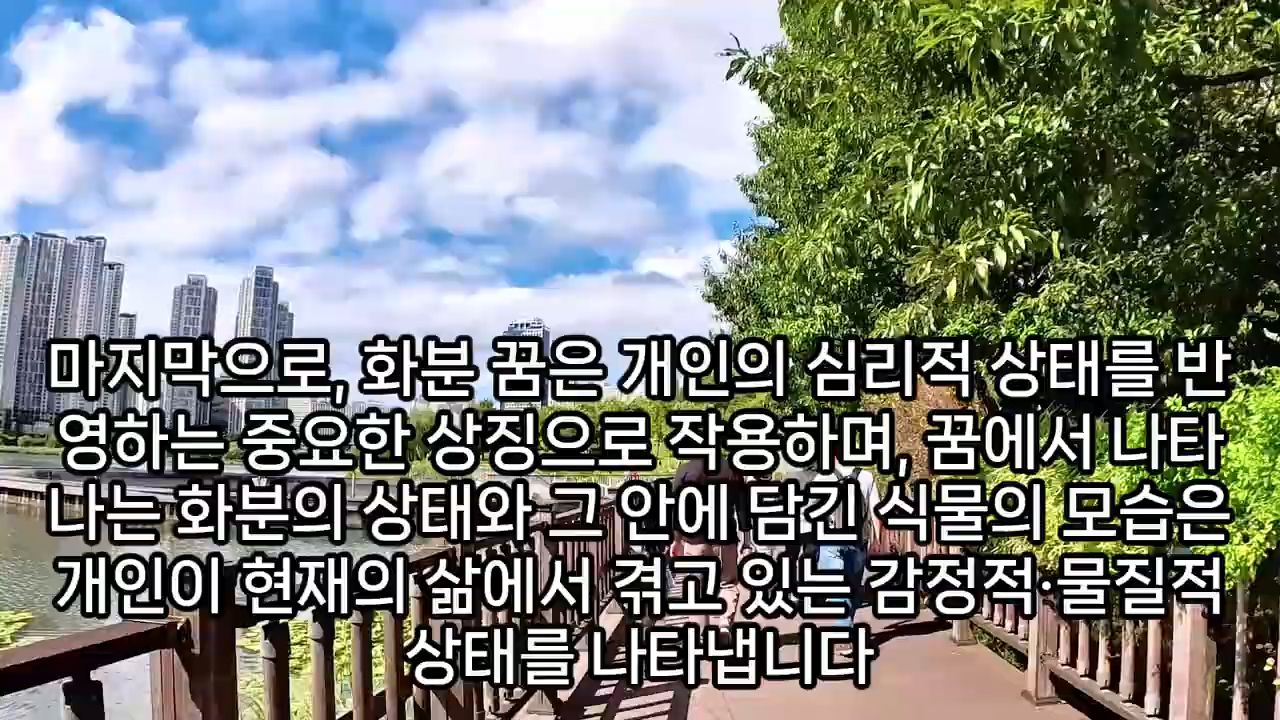 마지막으로, 화분 꿈은 개인의 심리적 상태를 반
영하는 중요한 상징으로 작용하며, 꿈에서 나타
나는 화분의 상태와 그 안에 담긴 식물의 모습은
개인이 현재의 삶에서 겪고 있는 감정적·물질적
상태를 나타냅니다